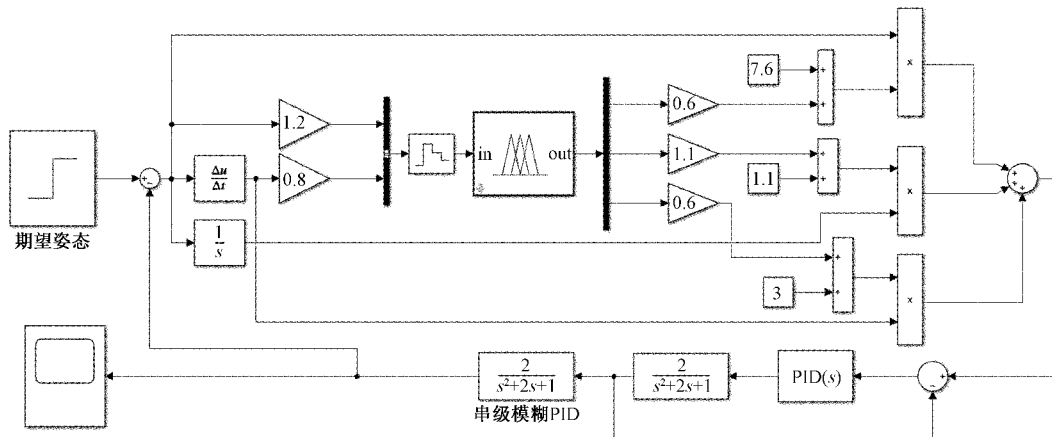 7.6
0.6
1.2
in
out
1.1
Δu
Δt
0.8
1.1
0.6
期望姿态
1
s
3
2
s²+2s+1
串级模糊PID
2
s²+2s+1
PID(s)